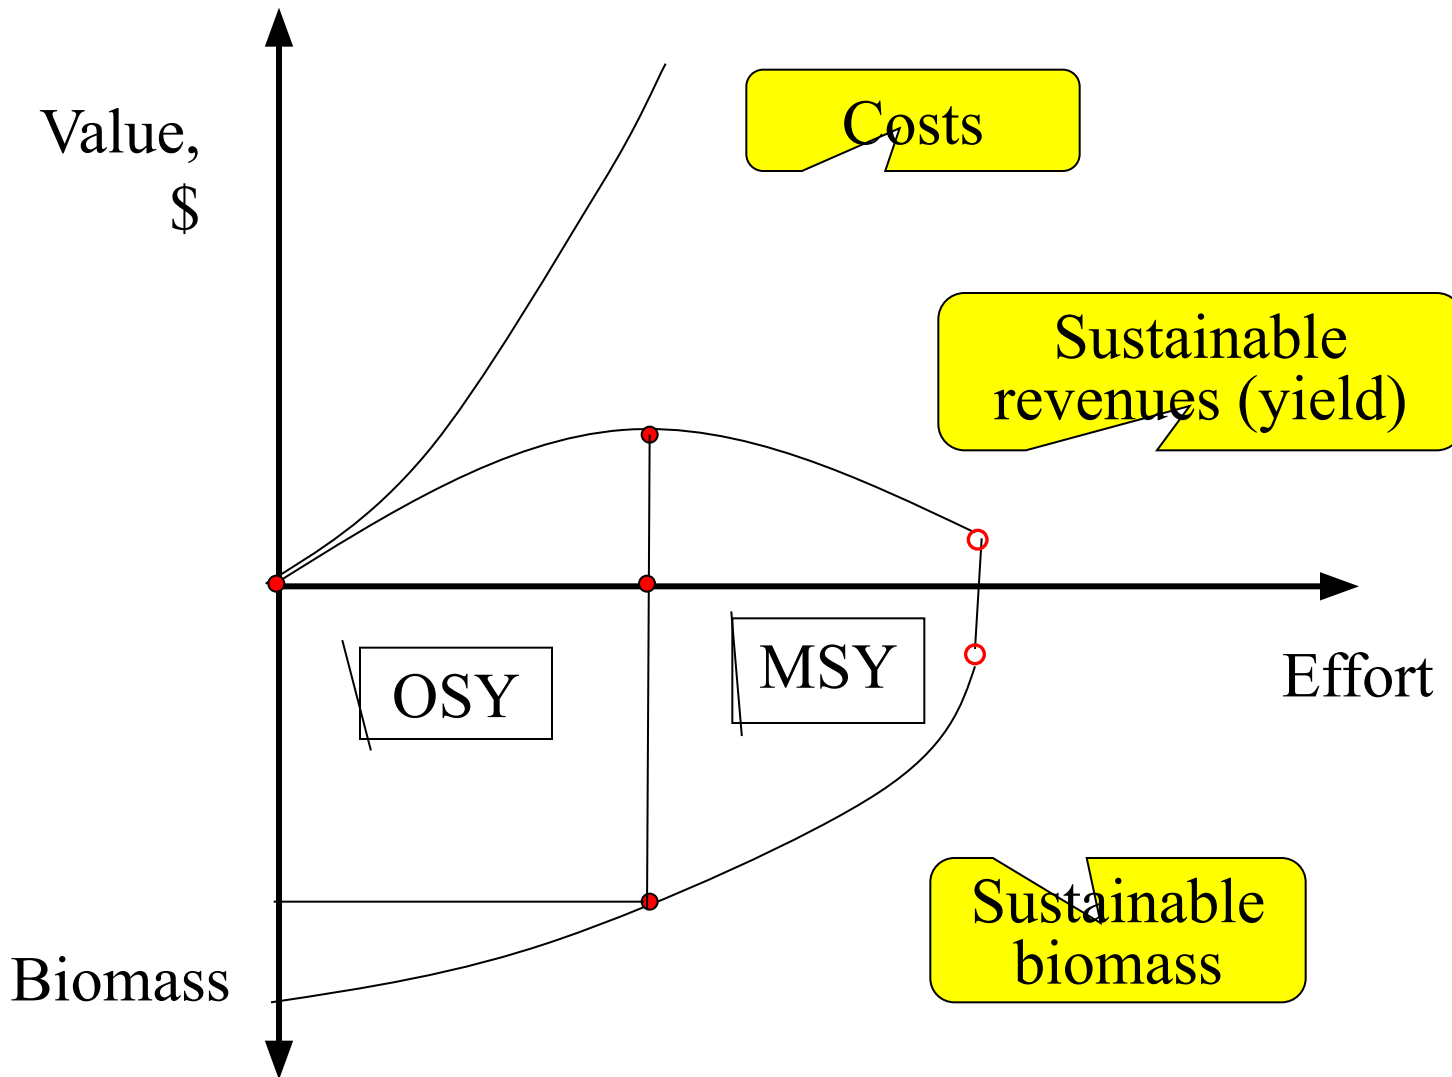 Value,
$
Costs
Sustainable
revenues (yield)
OSY
MSY
Effort
Sustainable
biomass
Biomass